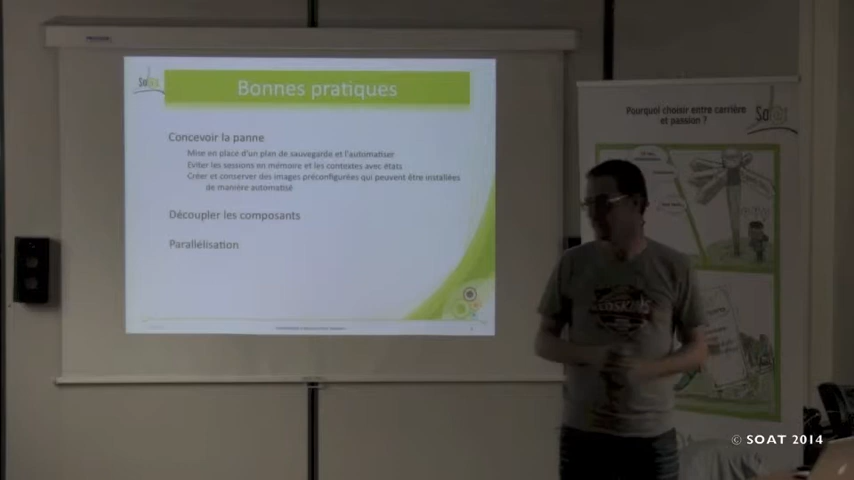 Bonnes pratiques
Concevoir la panne
Mise en place d'un plan de sauvegarde et l'automatiser
Eviter les sessions en mémoire et les contextes avec états
Créer et conserver des images préconfigurées qui peuvent être installées
de manière automatisé
Découpler les composants
Parallélisation
Pourquoi choisir entre carrière
et passion ?
© SOAT 2014